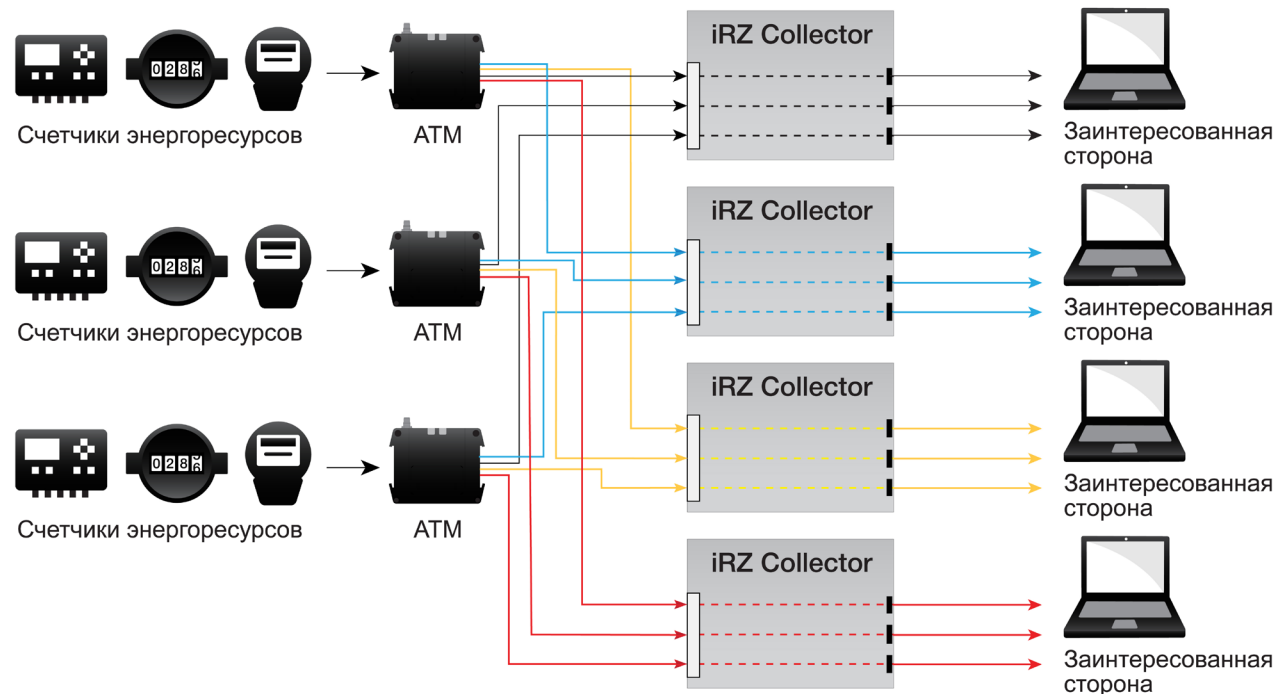 iRZ Collector
Счетчики энергоресурсов
ATM
Заинтересованная
сторона
iRZ Collector
Счетчики энергоресурсов
ATM
Заинтересованная
сторона
iRZ Collector
Счетчики энергоресурсов
ATM
Заинтересованная
сторона
iRZ Collector
Заинтересованная
сторона